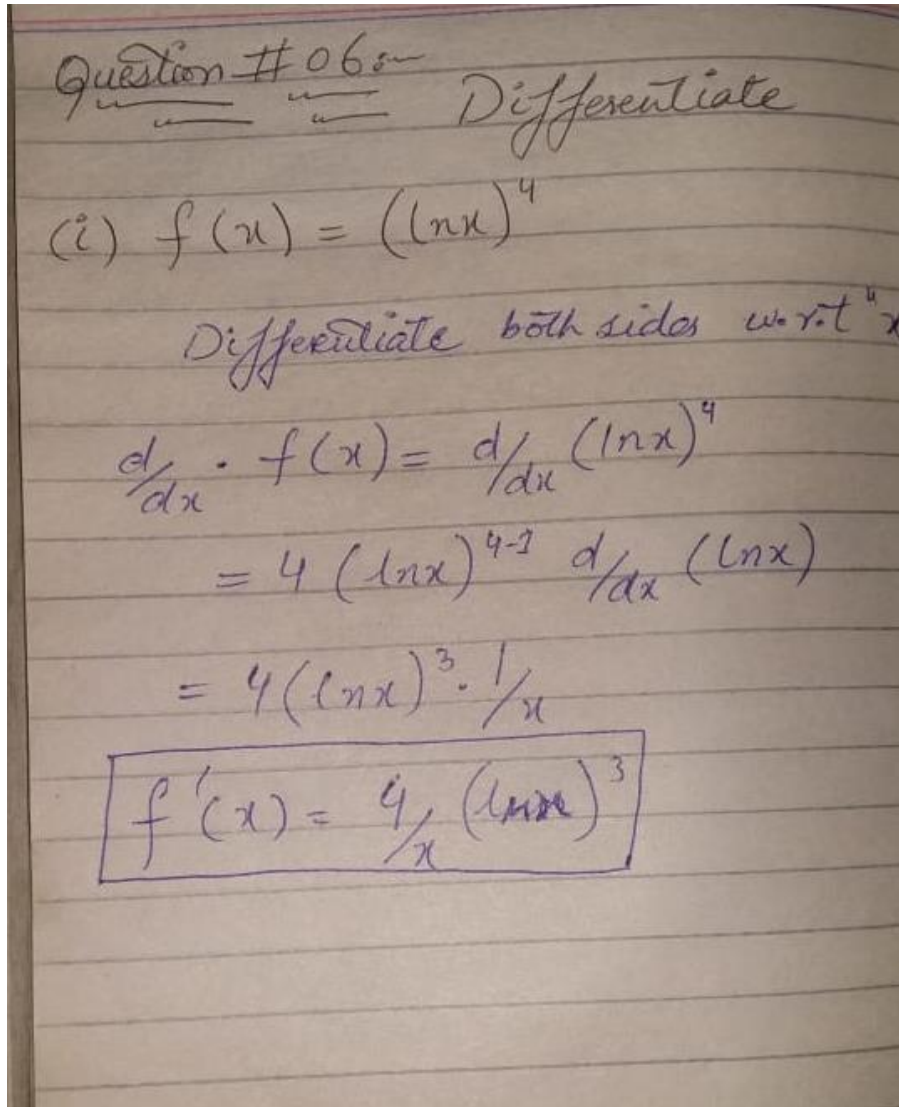 Question # 06:-
Differentiate
(i) f(x) = (lnx)^4
Differentiate both sides w.r.t "x
d/dx . f(x) = d/dx (lnx)^4
= 4 (lnx)^4-1 d/dx (lnx)
= 4(lnx)^3 . 1/x
f'(x) = 4/x (lnx)^3